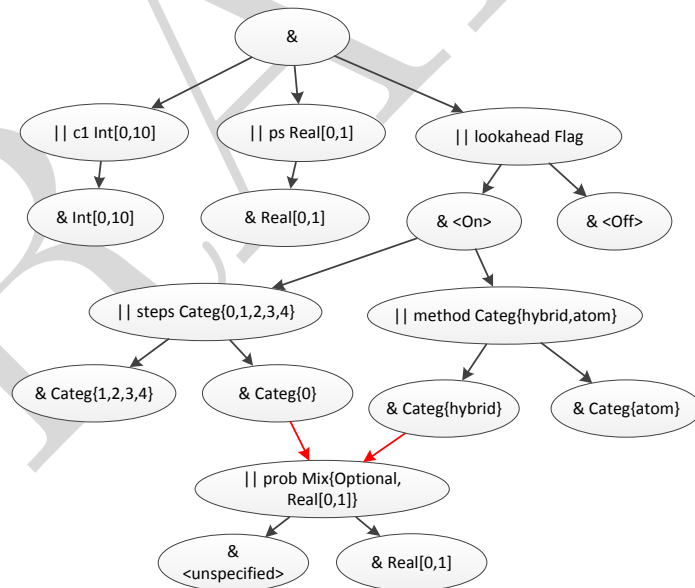 &
|| c1 Int[0,10]
|| ps Real[0,1]
|| lookahead Flag
& Int[0,10]
& Real[0,1]
& <On>
& <Off>
|| steps Categ{0,1,2,3,4}
|| method Categ{hybrid,atom}
& Categ{1,2,3,4}
& Categ{0}
& Categ{hybrid}
& Categ{atom}
|| prob Mix{Optional,
Real[0,1]}
&
<unspecified>
& Real[0,1]